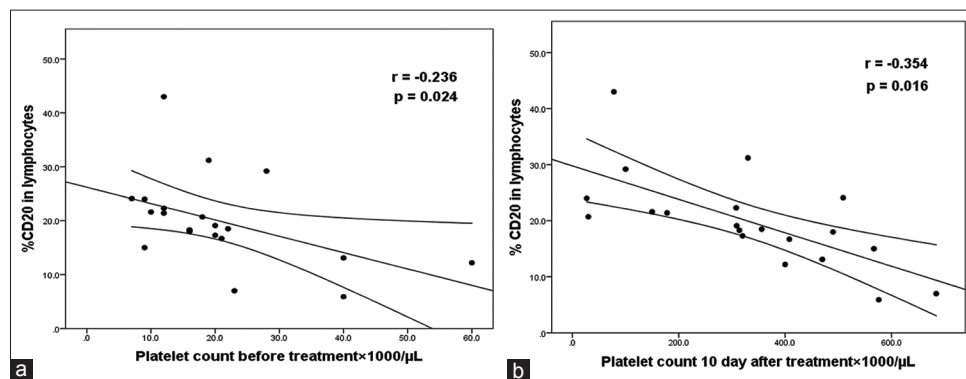 r = -0.236
p = 0.024
%CD20 in lymphocytes
50.0
40.0
30.0
20.0
10.0
.0
.0 10.0 20.0 30.0 40.0 50.0 60.0
Platelet count before treatment×1000/µL
a
r = -0.354
p = 0.016
% CD20 in lymphocytes
50.0
40.0
30.0
20.0
10.0
.0
.0 200.0 400.0 600.0
Platelet count 10 day after treatment×1000/µL
b